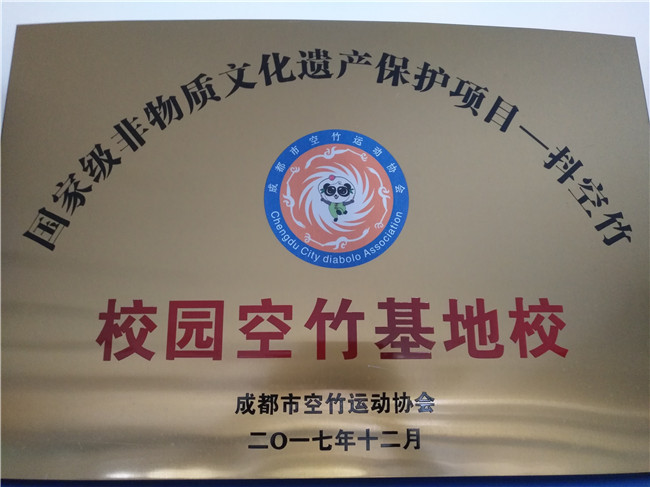 国家级非物质文化遗产保护项目—抖空竹
成都市空竹运动协会
Chengdu City diabolo Association
校园空竹基地校
成都市空竹运动协会
二〇一七年十二月